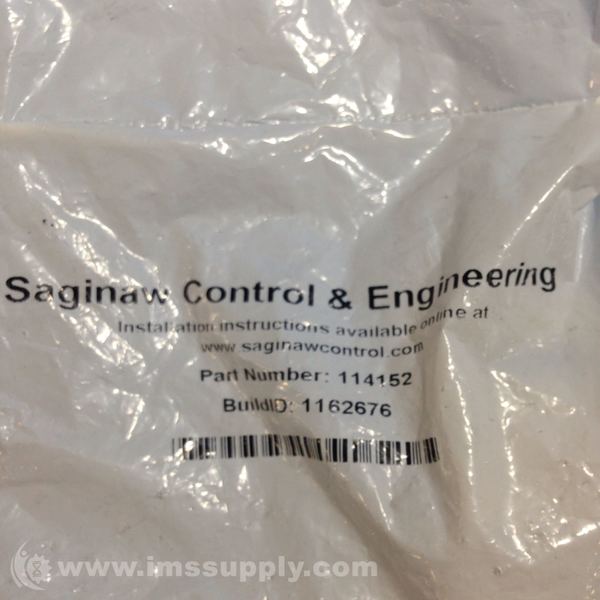 Saginaw Control & Engineering
Installation instructions available online at
www.saginawcontrol.com
Part Number: 114152
BuildID: 1162676
www.imssupply.com